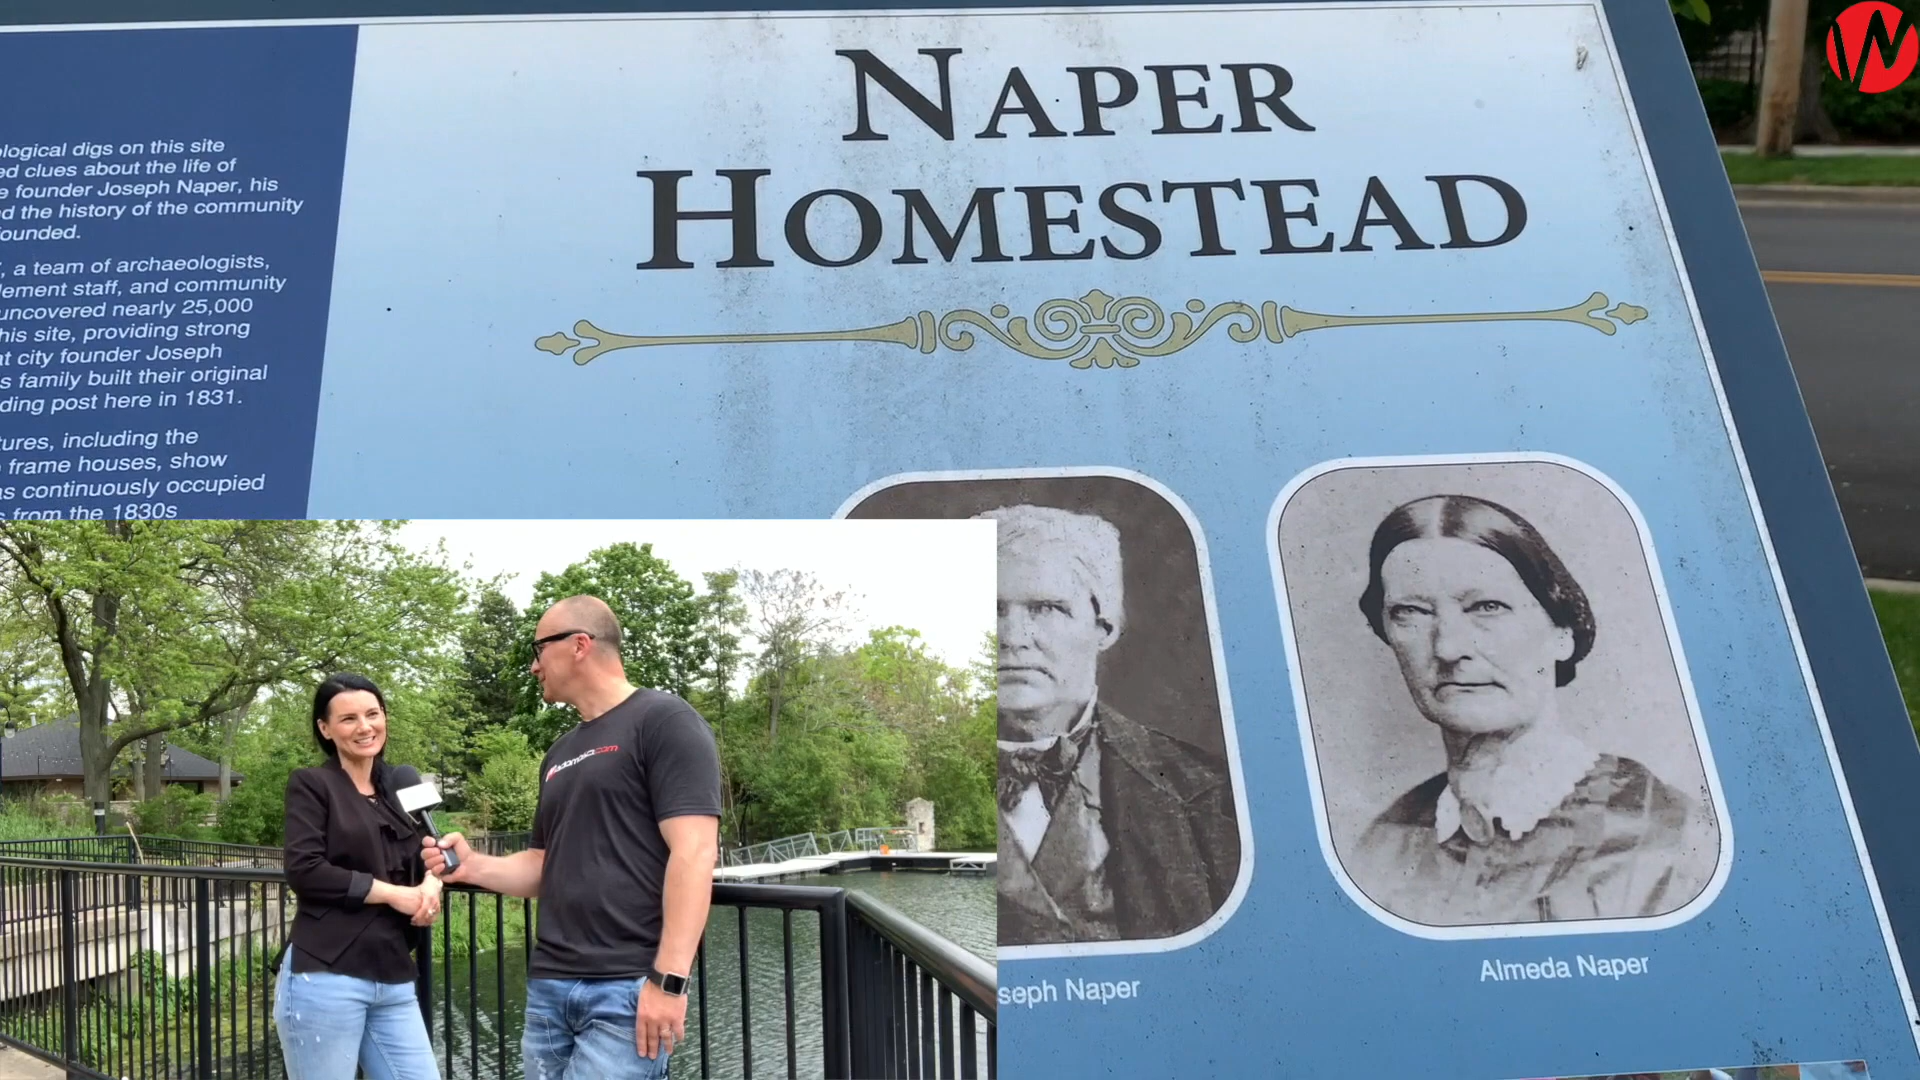 NAPER
HOMESTEAD
ological digs on this site
ed clues about the life of
e founder Joseph Naper, his
d the history of the community
ounded.
, a team of archaeologists,
lement staff, and community
uncovered nearly 25,000
his site, providing strong
at city founder Joseph
s family built their original
ding post here in 1831.
tures, including the
frame houses, show
as continuously occupied
s from the 1830s
seph Naper
Almeda Naper